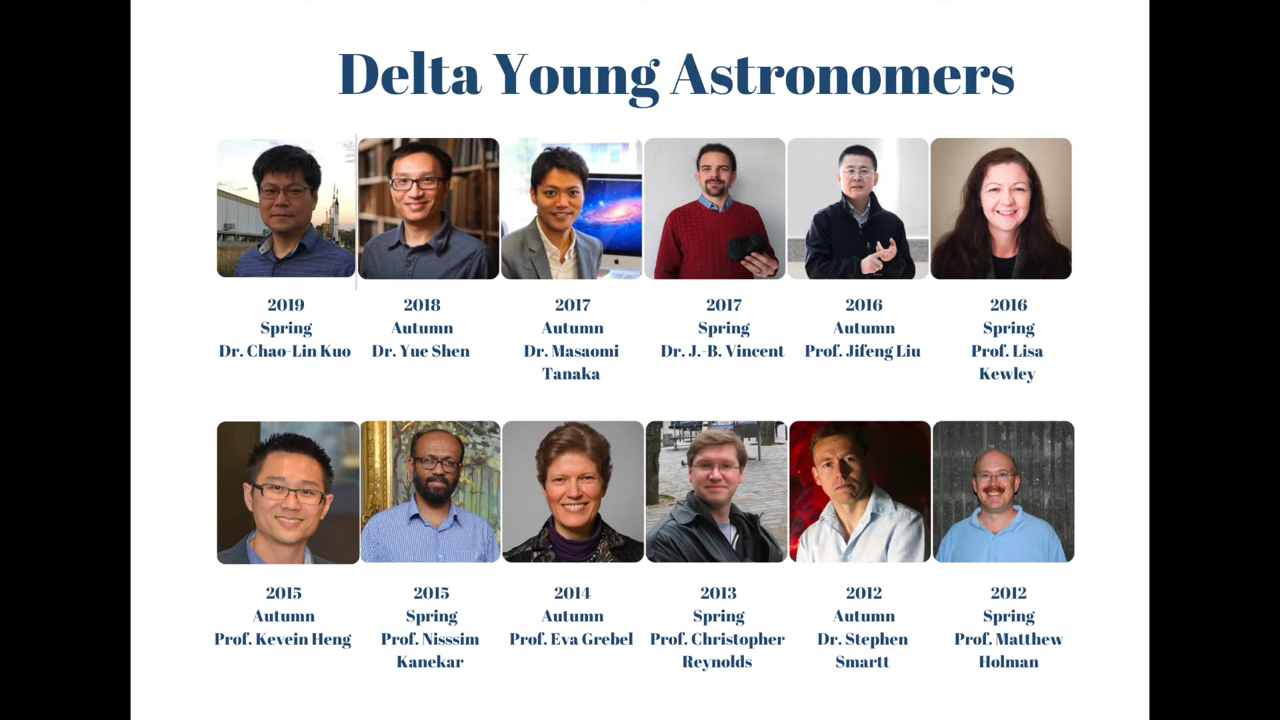 Delta Young Astronomers
2019
Spring
Dr. Chao-Lin Kuo
2018
Autumn
Dr. Yue Shen
2017
Autumn
Dr. Masaomi
Tanaka
2017
Spring
Dr. J.-B. Vincent
2016
Autumn
Prof. Jifeng Liu
2016
Spring
Prof. Lisa
Kewley
2015
Autumn
Prof. Kevein Heng
2015
Spring
Prof. Nisssim
Kanekar
2014
Autumn
Prof. Eva Grebel
2013
Spring
Prof. Christopher
Reynolds
2012
Autumn
Dr. Stephen
Smartt
2012
Spring
Prof. Matthew
Holman